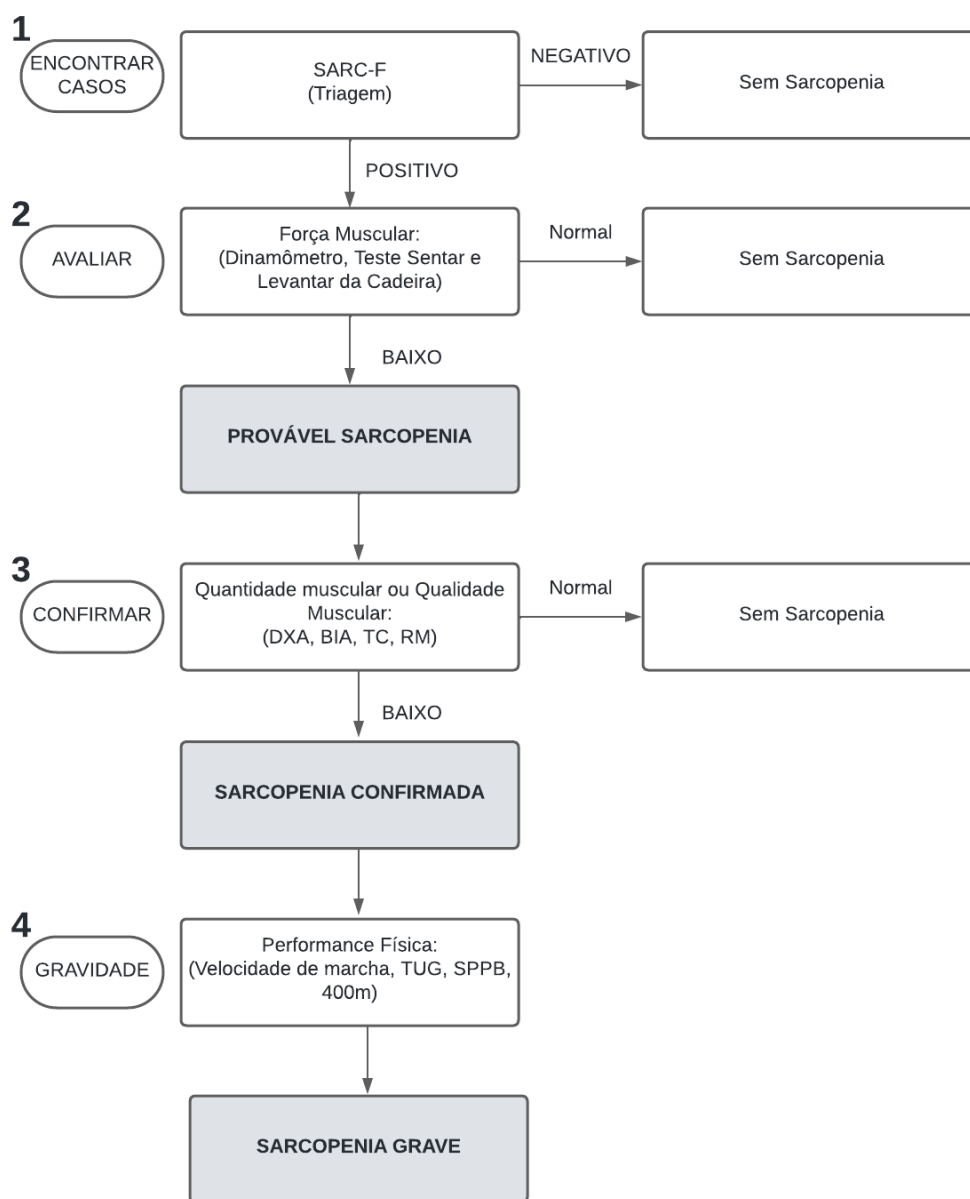 1
ENCONTRAR
CASOS
SARC-F
(Triagem)
NEGATIVO
Sem Sarcopenia
POSITIVO
2
AVALIAR
Força Muscular:
(Dinamômetro, Teste Sentar e
Levantar da Cadeira)
Normal
Sem Sarcopenia
BAIXO
PROVÁVEL SARCOPENIA
3
CONFIRMAR
Quantidade muscular ou Qualidade
Muscular:
(DXA, BIA, TC, RM)
Normal
Sem Sarcopenia
BAIXO
SARCOPENIA CONFIRMADA
4
GRAVIDADE
Performance Física:
(Velocidade de marcha, TUG, SPPB,
400m)
SARCOPENIA GRAVE